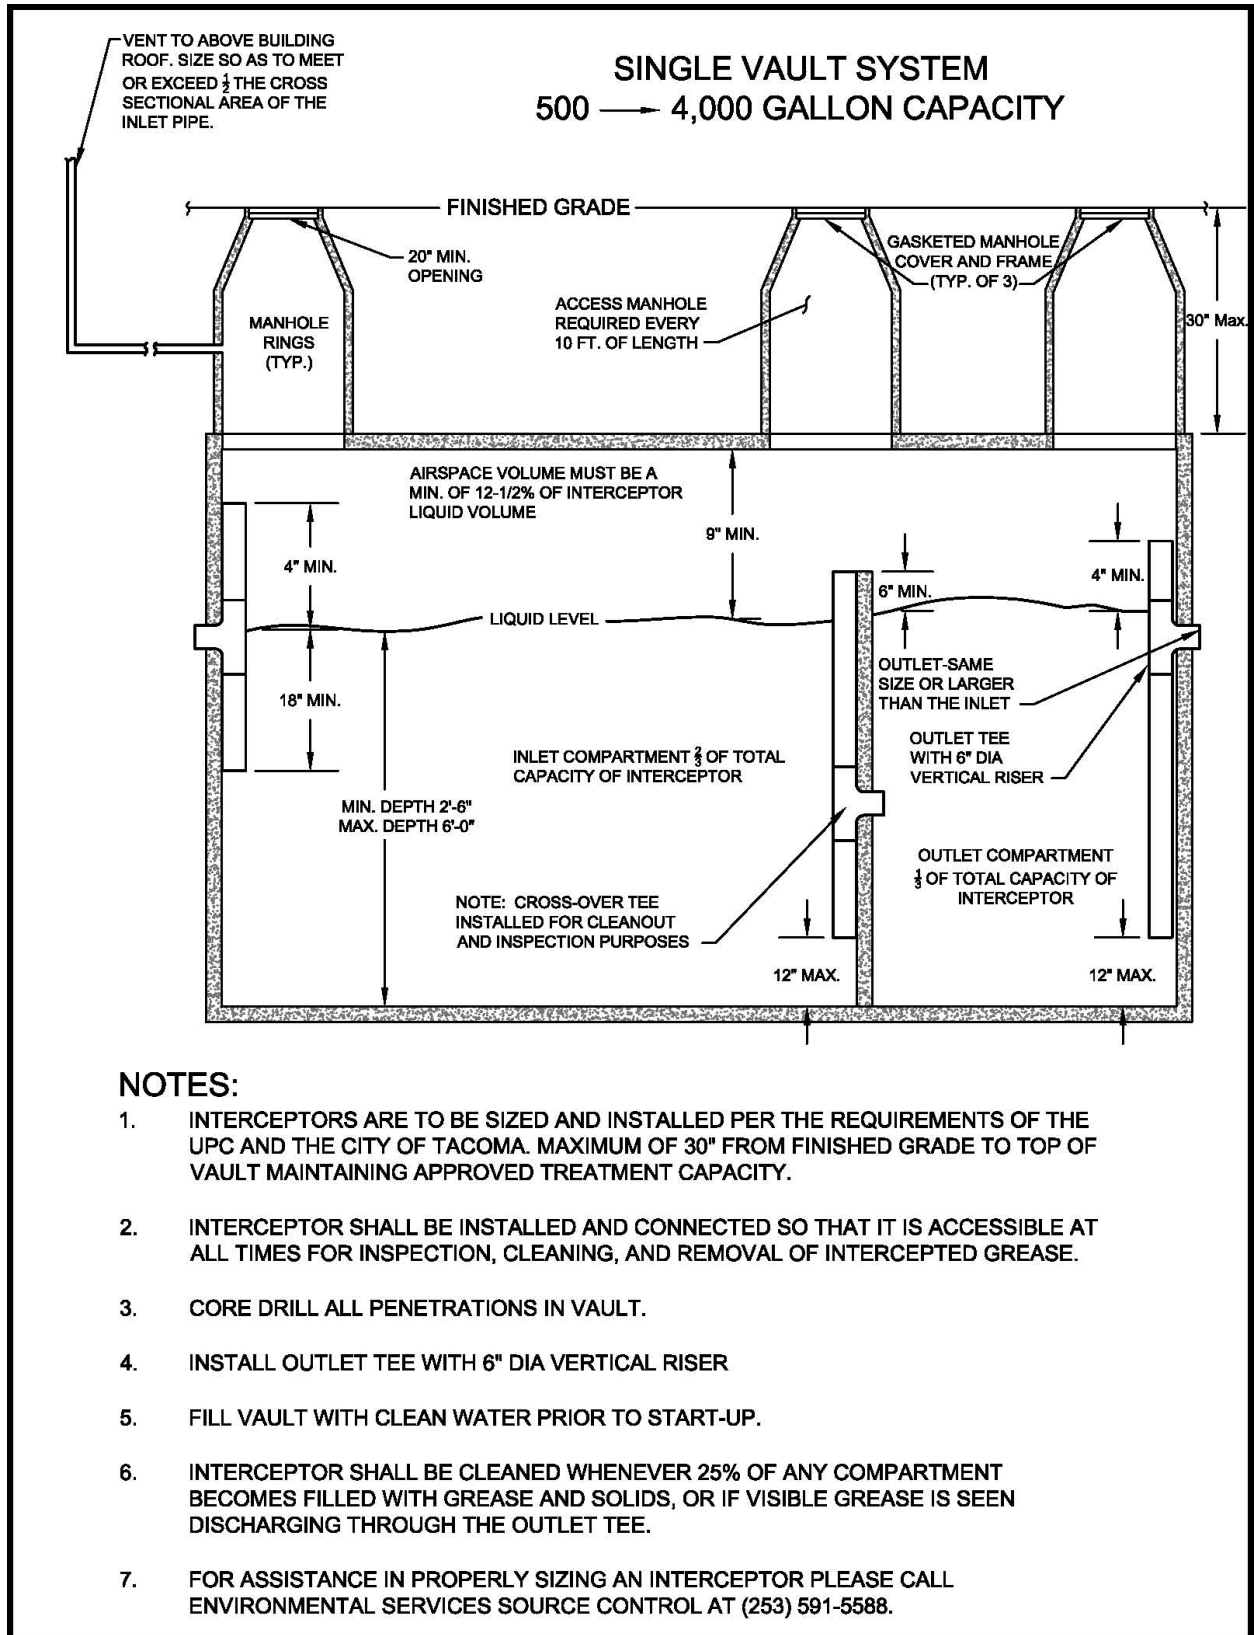 VENT TO ABOVE BUILDING
ROOF. SIZE SO AS TO MEET
OR EXCEED 1/2 THE CROSS
SECTIONAL AREA OF THE
INLET PIPE.
SINGLE VAULT SYSTEM
500 → 4,000 GALLON CAPACITY
FINISHED GRADE
20" MIN.
OPENING
GASKETED MANHOLE
COVER AND FRAME
(TYP. OF 3)
ACCESS MANHOLE
REQUIRED EVERY
10 FT. OF LENGTH
MANHOLE
RINGS
(TYP.)
30" Max.
AIRSPACE VOLUME MUST BE A
MIN. OF 12-1/2% OF INTERCEPTOR
LIQUID VOLUME
9" MIN.
4" MIN.
4" MIN.
6" MIN.
LIQUID LEVEL
18" MIN.
OUTLET-SAME
SIZE OR LARGER
THAN THE INLET
OUTLET TEE
WITH 6" DIA
VERTICAL RISER
INLET COMPARTMENT 2/3 OF TOTAL
CAPACITY OF INTERCEPTOR
MIN. DEPTH 2'-6"
MAX. DEPTH 6'-0"
OUTLET COMPARTMENT
1/3 OF TOTAL CAPACITY OF
INTERCEPTOR
NOTE: CROSS-OVER TEE
INSTALLED FOR CLEANOUT
AND INSPECTION PURPOSES
12" MAX.
12" MAX.
NOTES:
1. INTERCEPTORS ARE TO BE SIZED AND INSTALLED PER THE REQUIREMENTS OF THE
UPC AND THE CITY OF TACOMA. MAXIMUM OF 30" FROM FINISHED GRADE TO TOP OF
VAULT MAINTAINING APPROVED TREATMENT CAPACITY.
2. INTERCEPTOR SHALL BE INSTALLED AND CONNECTED SO THAT IT IS ACCESSIBLE AT
ALL TIMES FOR INSPECTION, CLEANING, AND REMOVAL OF INTERCEPTED GREASE.
3. CORE DRILL ALL PENETRATIONS IN VAULT.
4. INSTALL OUTLET TEE WITH 6" DIA VERTICAL RISER
5. FILL VAULT WITH CLEAN WATER PRIOR TO START-UP.
6. INTERCEPTOR SHALL BE CLEANED WHENEVER 25% OF ANY COMPARTMENT
BECOMES FILLED WITH GREASE AND SOLIDS, OR IF VISIBLE GREASE IS SEEN
DISCHARGING THROUGH THE OUTLET TEE.
7. FOR ASSISTANCE IN PROPERLY SIZING AN INTERCEPTOR PLEASE CALL
ENVIRONMENTAL SERVICES SOURCE CONTROL AT (253) 591-5588.